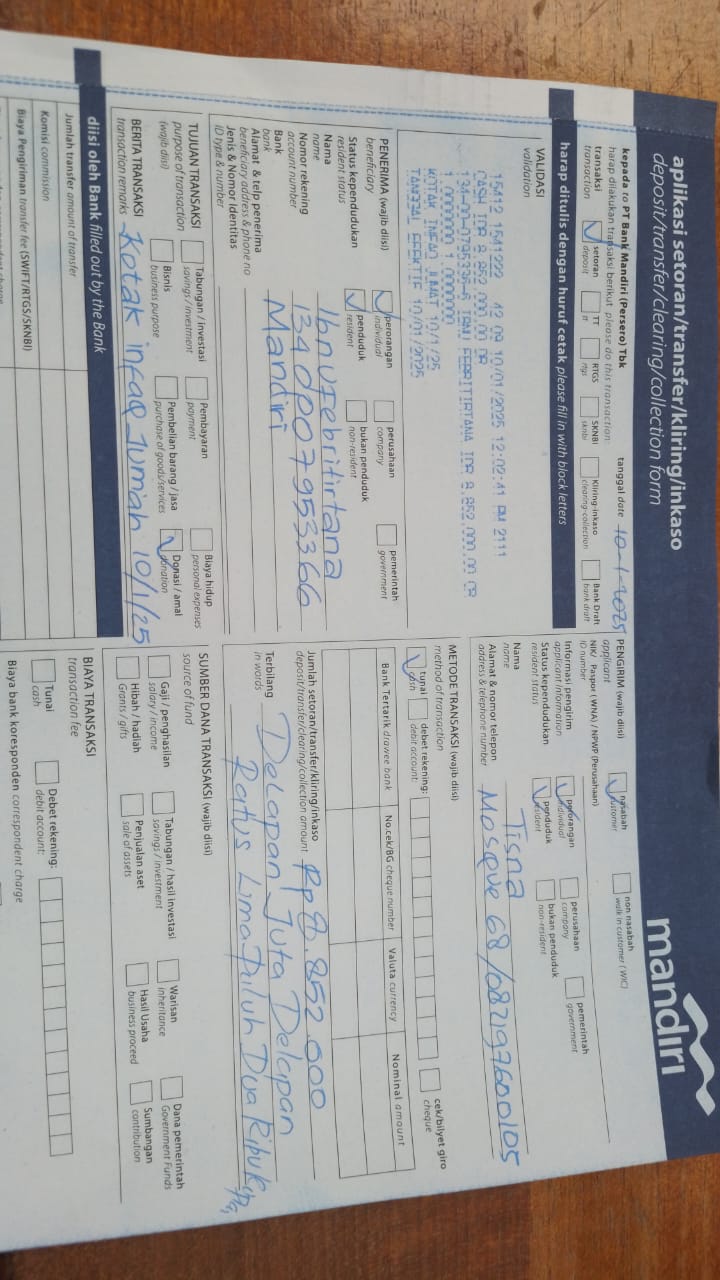 aplikasi setoran/transfer/kliring/inkaso
deposit/transfer/clearing/collection form
mandiri
kepada to PT Bank Mandiri (Persero) Tbk
tanggal date 10-1-2025
harap dilakukan transaksi berikut please do this transaction:
transaksi transaction
setoran deposit
TT tt
RTGS rtgs
SKNBI sknbi
Kliring-inkaso clearing-collection
Bank Draft bank draft
harap ditulis dengan huruf cetak please fill in with block letters
VALIDASI
validation
15412 1541222 42 09 10/01/2025 12:02:41 PM 2111
CASH IDR 8.852.000.00 DR
IBNU FEBRITIRTANA IDR 8.852.000.00 CR
1.0000000 1.0000000
KOTAK INFAQ JUMAT 10/1/25
TANGGAL EFEKTIF 10/01/2025
PENERIMA (wajib diisi)
beneficiary
perorangan individual
perusahaan company
pemerintah government
Status kependudukan
resident status
penduduk resident
bukan penduduk non-resident
Nama Ibnu febritirtana
name
Nomor rekening
account number
Bank Mandiri
bank
Alamat & telp penerima
beneficiary address & phone no
Jenis & Nomor Identitas
ID type & number
TUJUAN TRANSAKSI
purpose of transaction
(wajib diisi)
Tabungan / investasi
savings / investment
Pembayaran
payment
Biaya hidup
personal expenses
Bisnis
business purpose
Pembelian barang / jasa
purchase of goods/services
Donasi / amal
donation
BERITA TRANSAKSI Kotak infaq Jumah 10/1/25
transaction remarks
diisi oleh Bank filled out by the Bank
Jumlah transfer amount of transfer
Komisi commission
Biaya Pengiriman transfer fee (SWIFT/RTGS/SKNBI)
PENGIRIM (wajib diisi)
applicant
nasabah customer
non nasabah
walk in customer (WIC)
NIK/ Paspor (WNA) / NPWP (Perusahaan)
ID number
Informasi pengirim
applicant information
perorangan individual
perusahaan company
pemerintah government
Status kependudukan
resident status
penduduk resident
bukan penduduk non-resident
Nama Tisna
name
Alamat & nomor telepon Mosque 68/082197600105
address & telephone number
METODE TRANSAKSI (wajib diisi)
method of transaction
tunai cash
debet rekening:
debit account:
cek/bilyet giro
cheque
Bank Tertarik drawee bank
No.cek/BG cheque number
Valuta currency
Nominal amount
Jumlah setoran/transfer/kliring/inkaso Rp 8.852.000
deposit/transfer/clearing/collection amount
Terbilang Delapan Juta Delapan
in words Ratus Lima Puluh Dua Ribu
SUMBER DANA TRANSAKSI (wajib diisi)
source of fund
Gaji / penghasilan
salary / income
Tabungan / hasil investasi
savings / investment
Warisan
inheritance
Dana pemerintah
Government Funds
Hibah / hadiah
Grants / gifts
Penjualan aset
sale of assets
Hasil Usaha
business proceed
Sumbangan
contribution
BIAYA TRANSAKSI
transaction fee
Tunai
cash
Debet rekening:
debit account:
Biaya bank koresponden correspondent charge